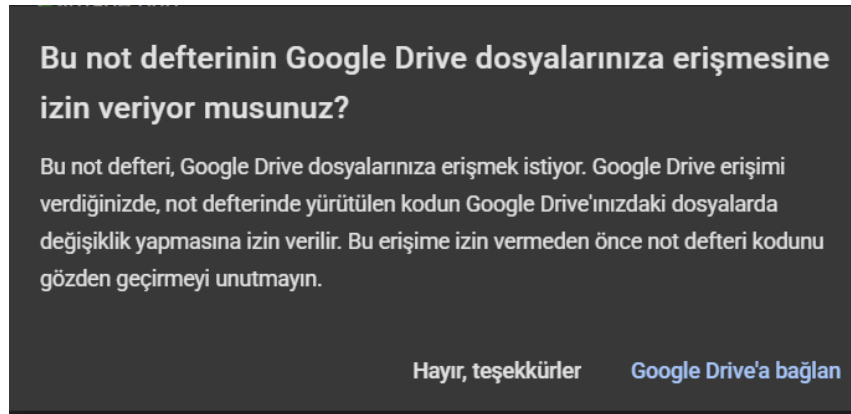 Bu not defterinin Google Drive dosyalarınıza erişmesine
izin veriyor musunuz?
Bu not defteri, Google Drive dosyalarınıza erişmek istiyor. Google Drive erişimi
verdiğinizde, not defterinde yürütülen kodun Google Drive'ınızdaki dosyalarda
değişiklik yapmasına izin verilir. Bu erişime izin vermeden önce not defteri kodunu
gözden geçirmeyi unutmayın.
Hayır, teşekkürler Google Drive'a bağlan